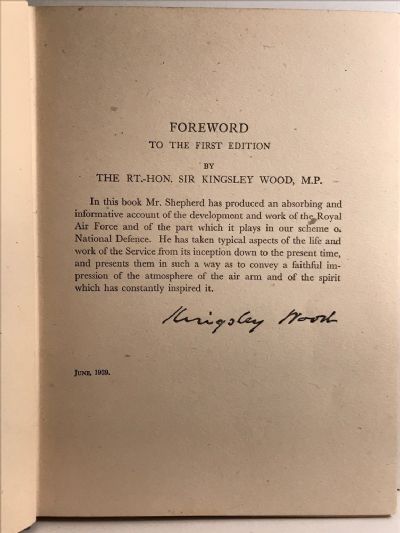 FOREWORD
TO THE FIRST EDITION
BY
THE RT.-HON. SIR KINGSLEY WOOD, M.P.
In this book Mr. Shepherd has produced an absorbing and
informative account of the development and work of the Royal
Air Force and of the part which it plays in our scheme o.
National Defence. He has taken typical aspects of the life and
work of the Service from its inception down to the present time,
and presents them in such a way as to convey a faithful im-
pression of the atmosphere of the air arm and of the spirit
which has constantly inspired it.
Kingsley Wood
JUNE, 1939.